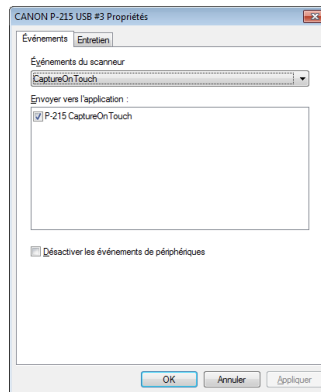 CANON P-215 USB #3 Propriétés
Événements Entretien
Événements du scanneur
CaptureOnTouch
Envoyer vers l'application :
P-215 CaptureOnTouch
Désactiver les événements de périphériques
OK Annuler Appliquer